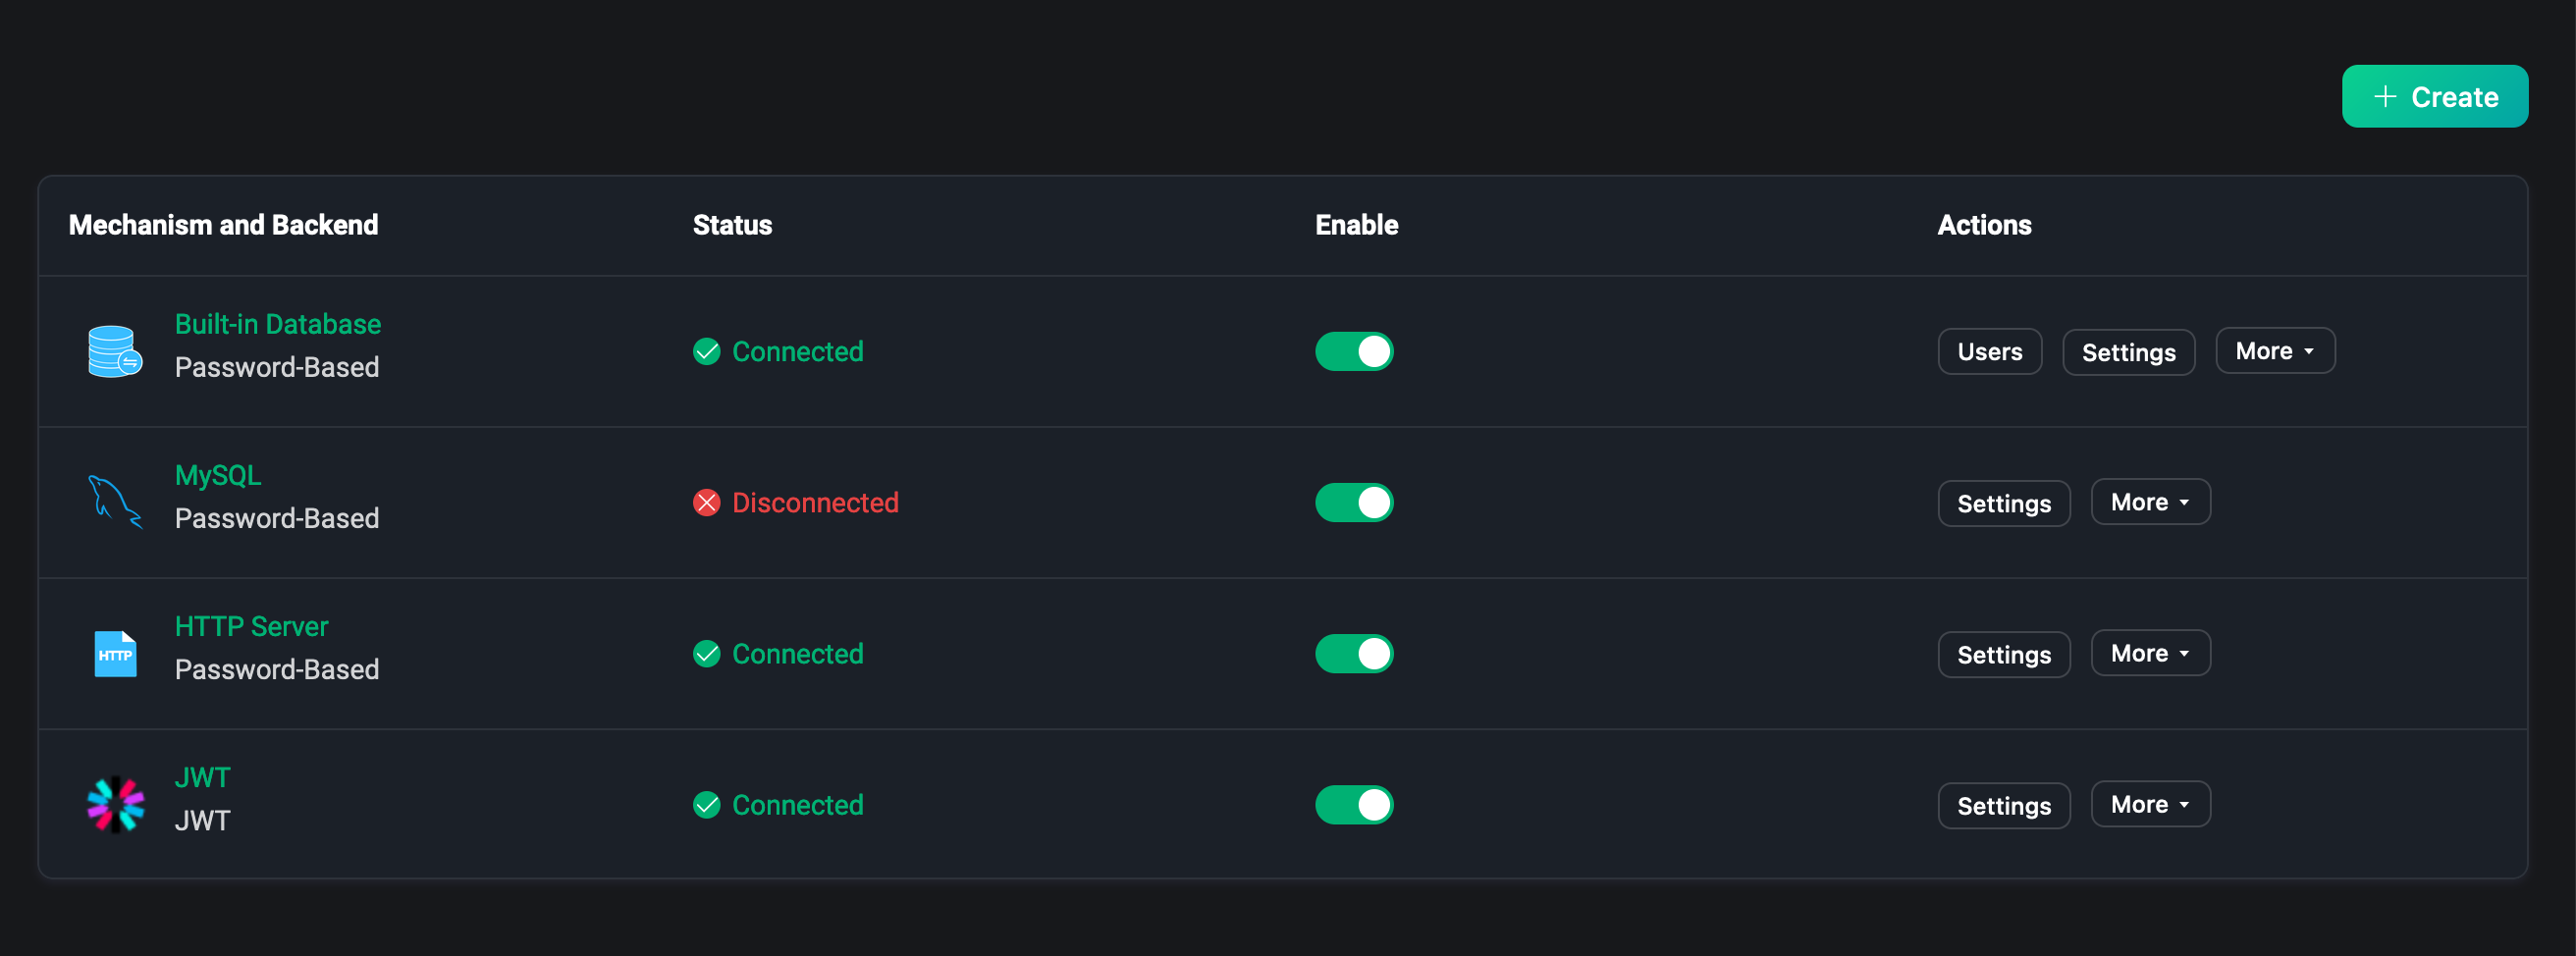 + Create
Mechanism and Backend Status Enable Actions
Built-in Database
Password-Based
Connected
Users Settings More
MySQL
Password-Based
Disconnected
Settings More
HTTP
HTTP Server
Password-Based
Connected
Settings More
JWT
JWT
Connected
Settings More